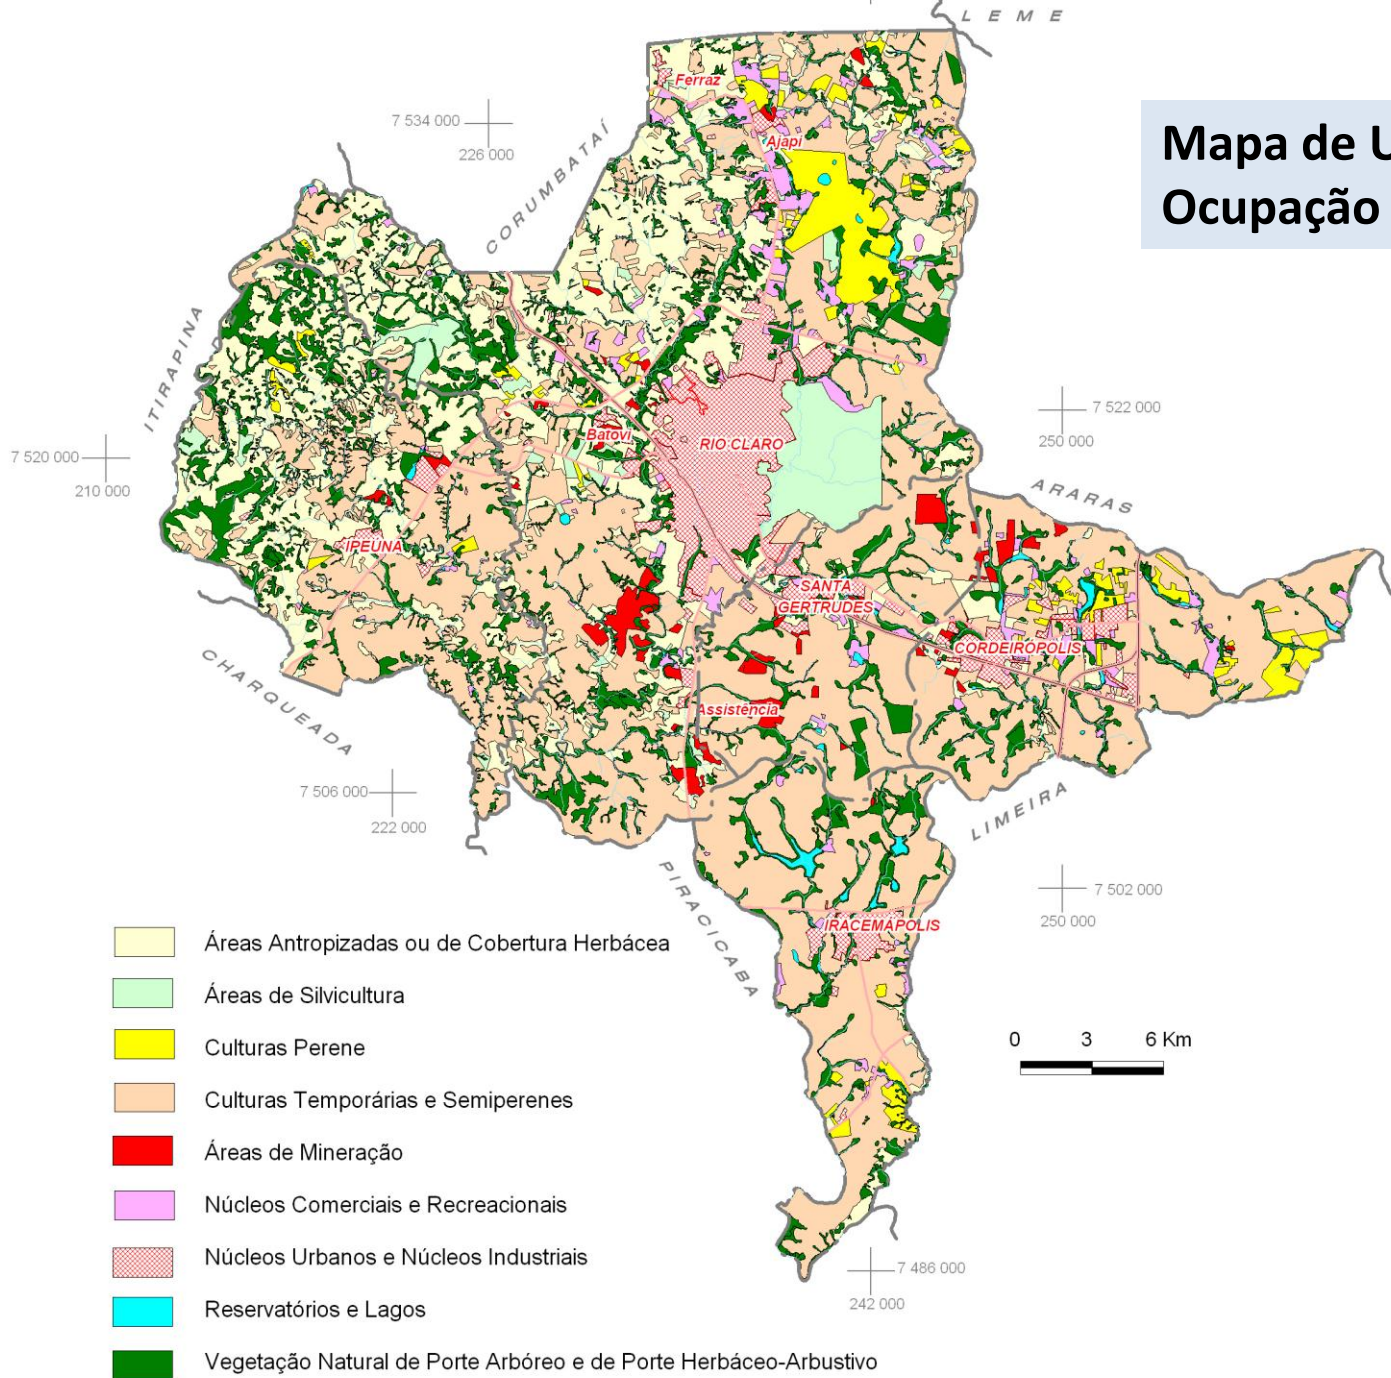 LEME
Mapa de U
Ocupação
Ferraz
7 534 000
226 000
CORUMBATAÍ
Ajapi
ITIRAPINA
7 522 000
250 000
Batovi
RIO CLARO
7 520 000
210 000
ARARAS
IPEÚNA
SANTA
GERTRUDES
CORDEIRÓPOLIS
CHARQUEADA
Assistência
7 506 000
222 000
LIMEIRA
PIRACICABA
7 502 000
250 000
IRACEMÁPOLIS
Áreas Antropizadas ou de Cobertura Herbácea
Áreas de Silvicultura
Culturas Perene
Culturas Temporárias e Semiperenes
Áreas de Mineração
Núcleos Comerciais e Recreacionais
Núcleos Urbanos e Núcleos Industriais
Reservatórios e Lagos
Vegetação Natural de Porte Arbóreo e de Porte Herbáceo-Arbustivo
0 3 6 Km
7 486 000
242 000